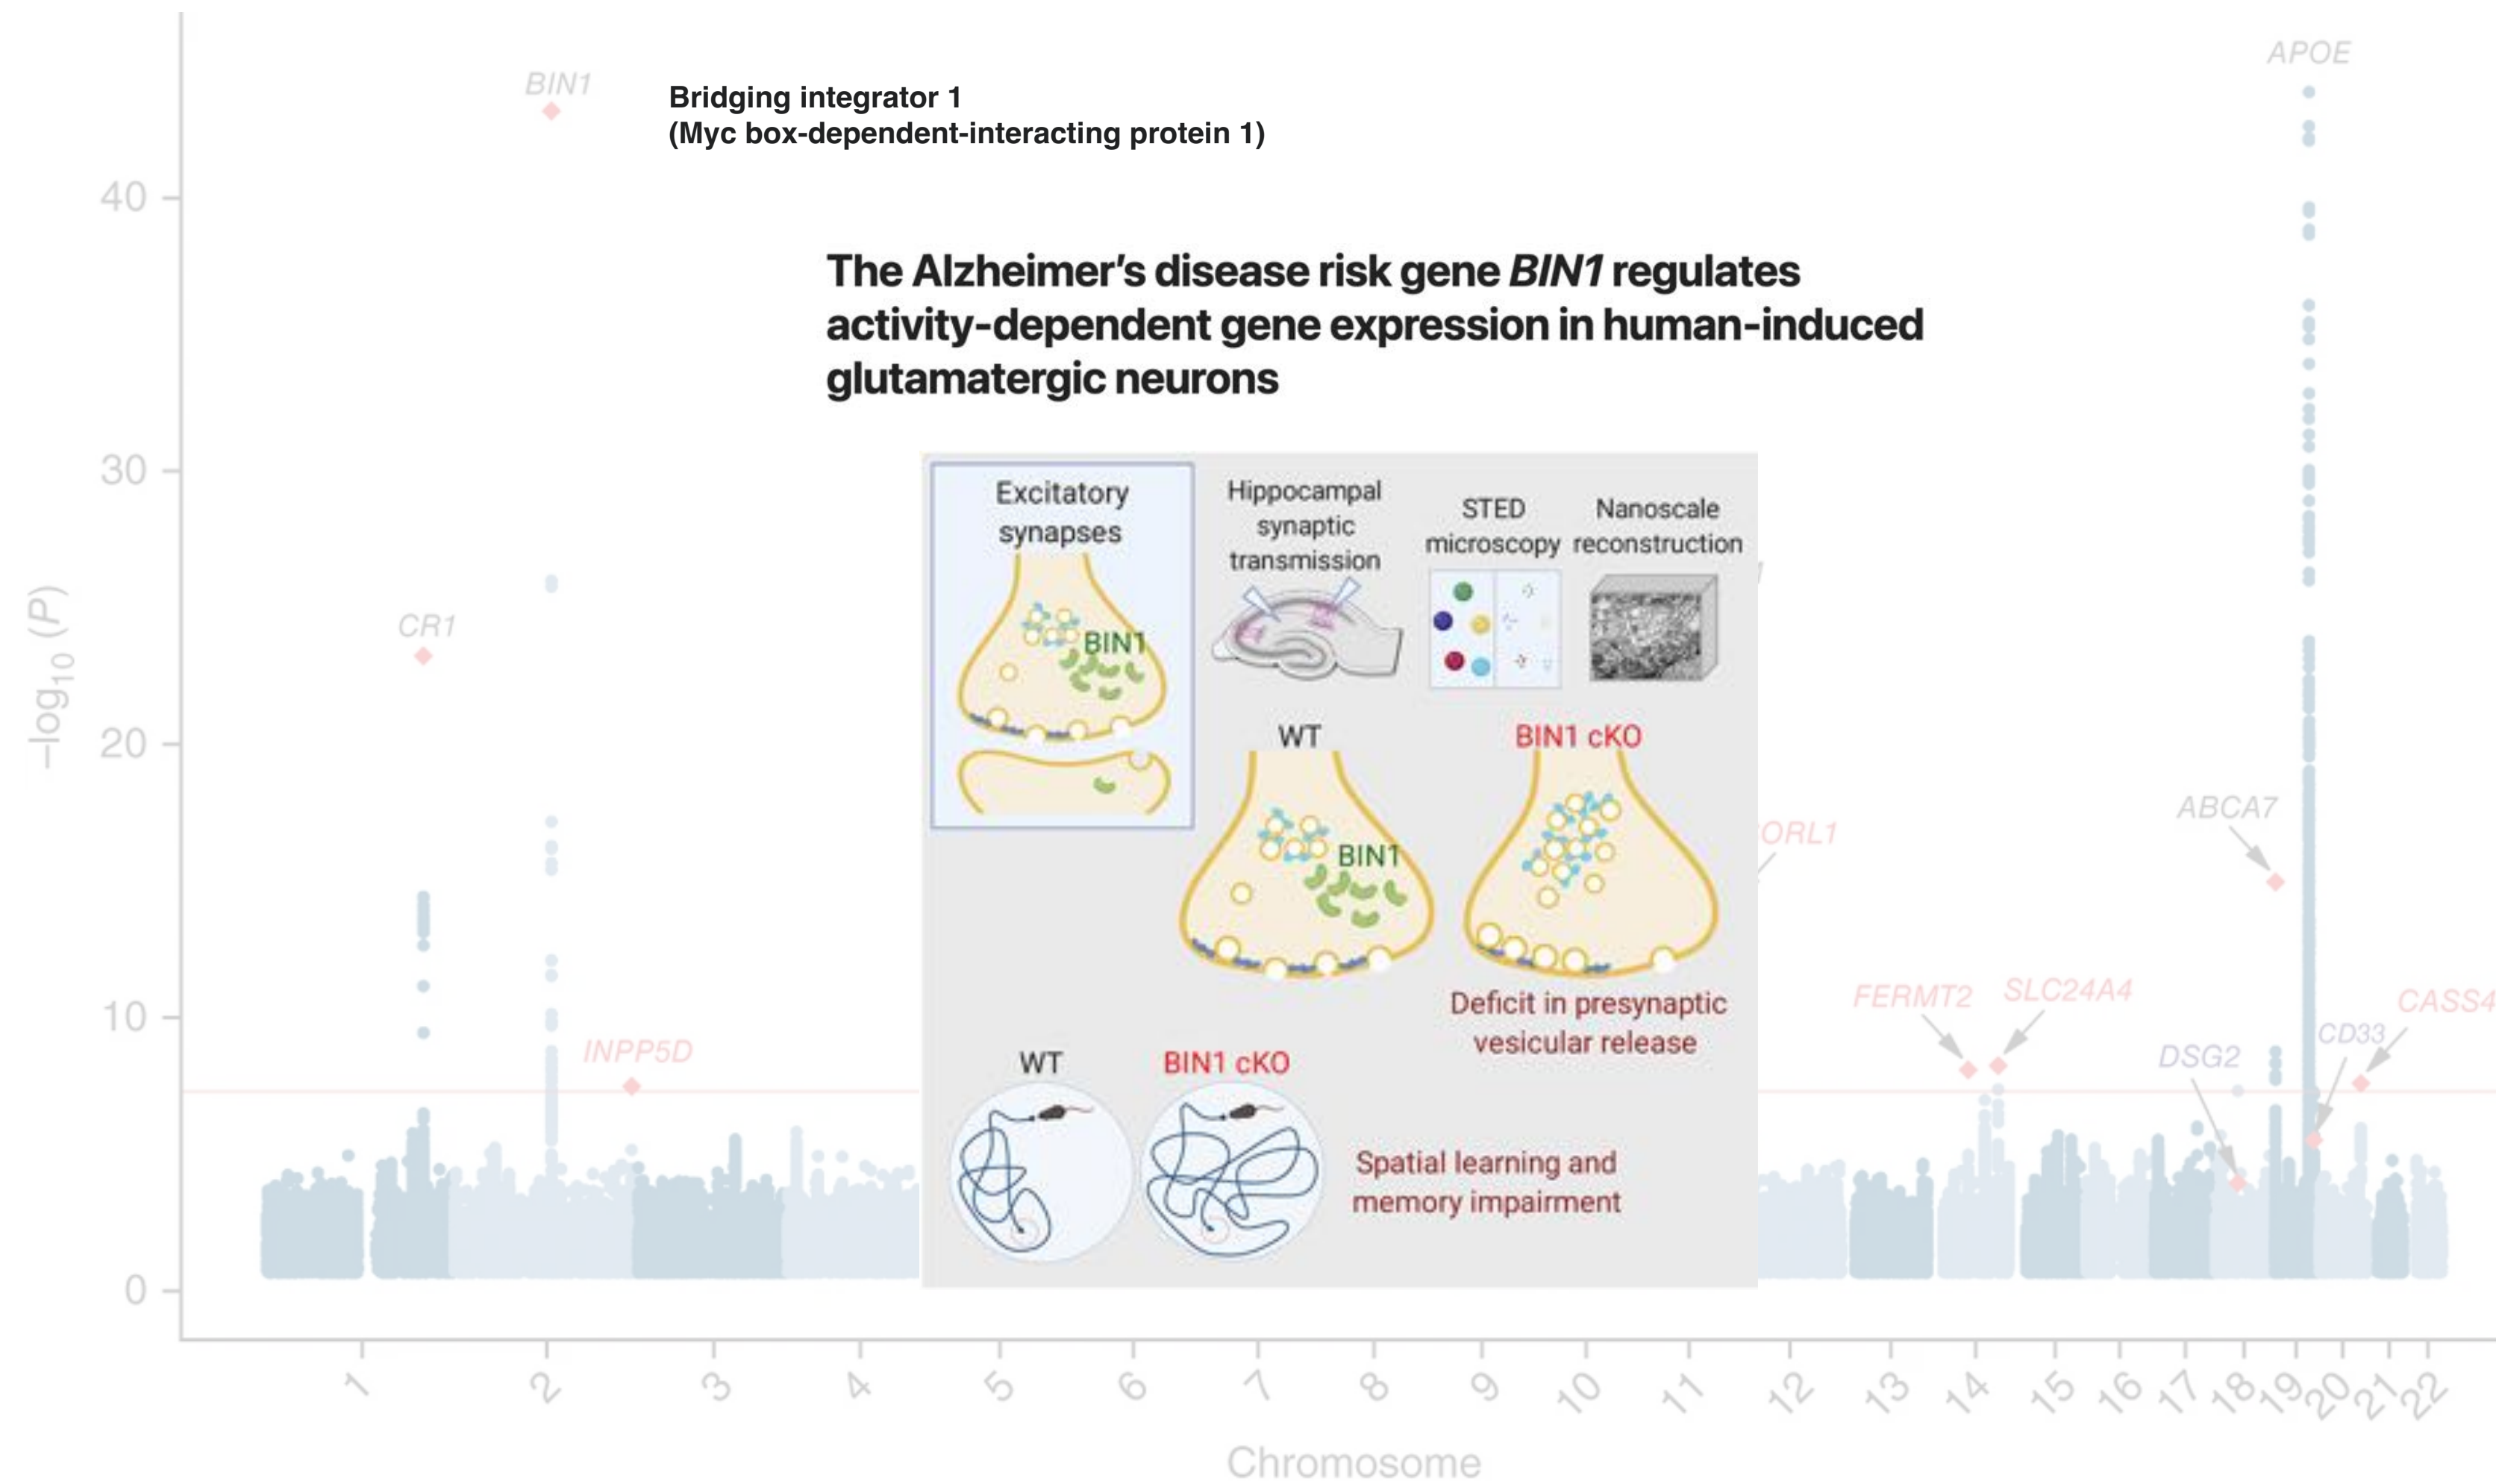 BIN1
APOE
Bridging integrator 1
(Myc box-dependent-interacting protein 1)
The Alzheimer’s disease risk gene BIN1 regulates
activity-dependent gene expression in human-induced
glutamatergic neurons
–log10 (P)
40
30
20
10
0
CR1
INPP5D
Excitatory
synapses
BIN1
Hippocampal
synaptic
transmission
STED
microscopy
Nanoscale
reconstruction
WT
BIN1 cKO
BIN1
Deficit in presynaptic
vesicular release
WT
BIN1 cKO
Spatial learning and
memory impairment
ORL1
ABCA7
FERMT2
SLC24A4
CASS4
CD33
DSG2
1 2 3 4 5 6 7 8 9 10 11 12 13 14 15 16 17 18 19 20 21 22
Chromosome